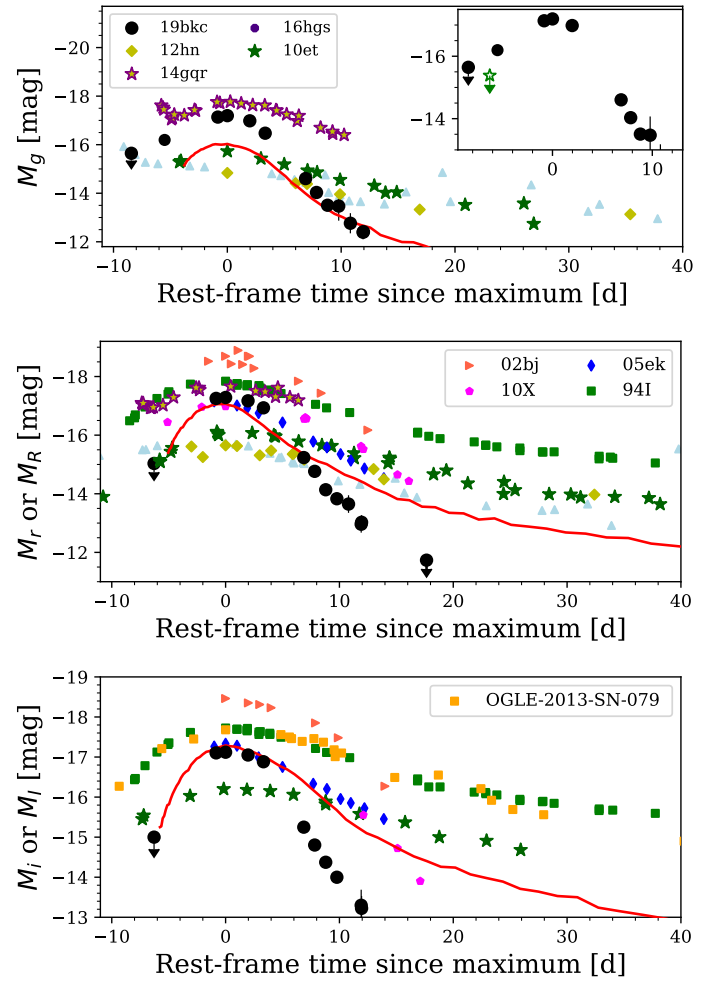 19bkc 16hgs
12hn 10et
14gqr
−16
−14
0 10
−20
−18
−16
−14
−12
M_g [mag]
−10 0 10 20 30 40
Rest-frame time since maximum [d]
02bj 05ek
10X 94I
−18
−16
−14
−12
M_r or M_R [mag]
−10 0 10 20 30 40
Rest-frame time since maximum [d]
OGLE-2013-SN-079
−19
−18
−17
−16
−15
−14
−13
M_i or M_I [mag]
−10 0 10 20 30 40
Rest-frame time since maximum [d]